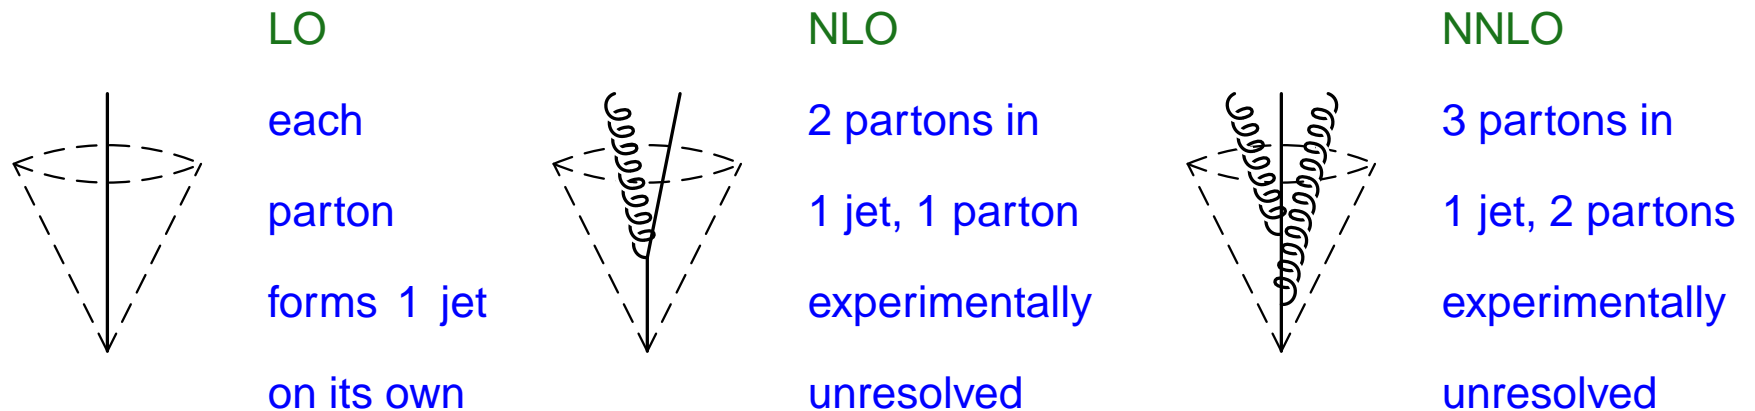 LO
each
parton
forms 1 jet
on its own
NLO
2 partons in
1 jet, 1 parton
experimentally
unresolved
NNLO
3 partons in
1 jet, 2 partons
experimentally
unresolved